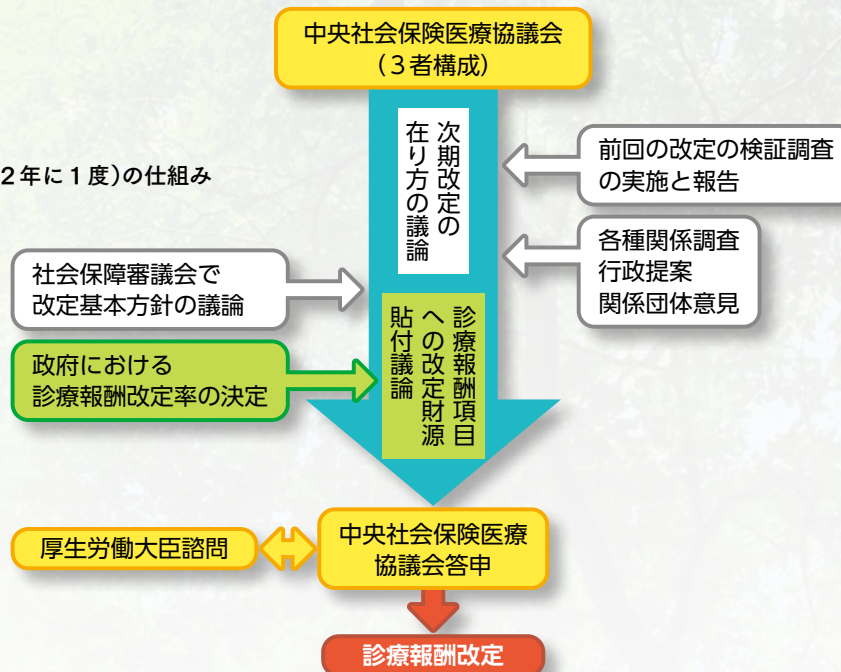 中央社会保険医療協議会
（３者構成）
２年に１度）の仕組み
次期改定の
在り方の議論
前回の改定の検証調査
の実施と報告
各種関係調査
行政提案
関係団体意見
社会保障審議会で
改定基本方針の議論
政府における
診療報酬改定率の決定
診療報酬項目
への改定財源
貼付議論
厚生労働大臣諮問
中央社会保険医療
協議会答申
診療報酬改定